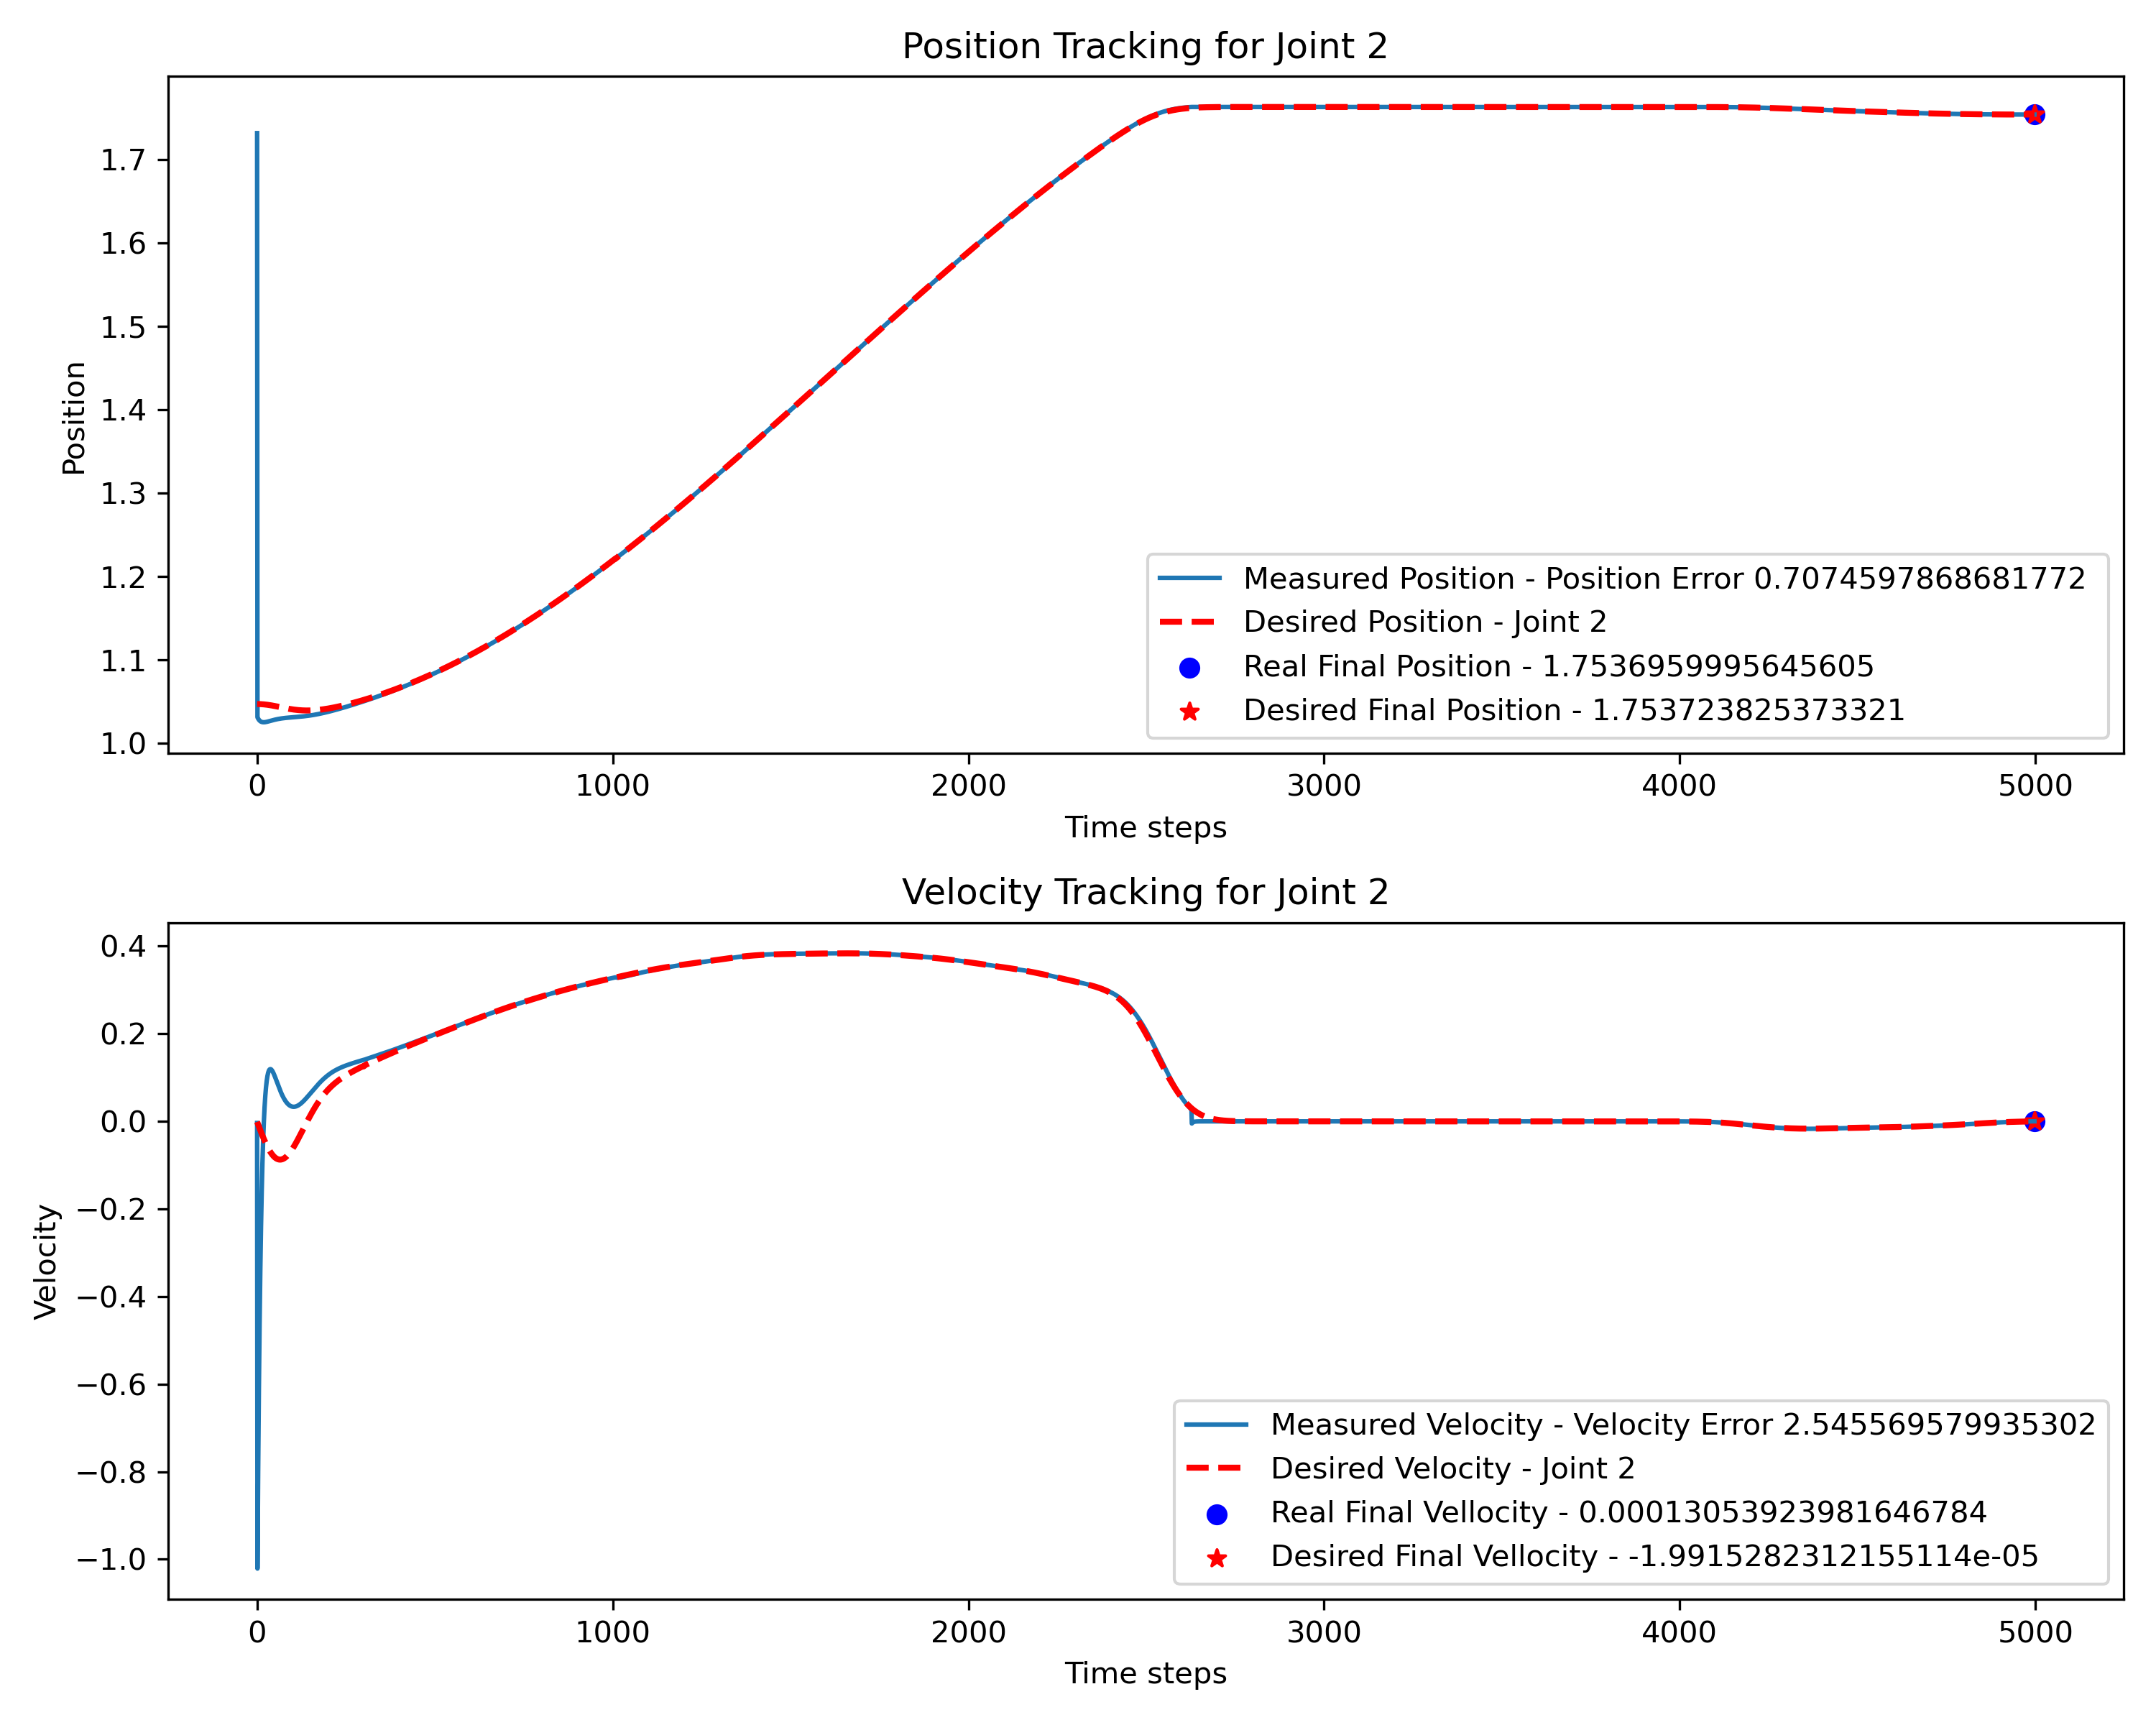 Position Tracking for Joint 2
Position
1.7
1.6
1.5
1.4
1.3
1.2
1.1
1.0
Measured Position - Position Error 0.7074597868681772
Desired Position - Joint 2
Real Final Position - 1.7536959995645605
Desired Final Position - 1.753723825373321
0 1000 2000 3000 4000 5000
Time steps
Velocity Tracking for Joint 2
Velocity
0.4
0.2
0.0
−0.2
−0.4
−0.6
−0.8
−1.0
Measured Velocity - Velocity Error 2.545569579935302
Desired Velocity - Joint 2
Real Final Vellocity - 0.00013053923981646784
Desired Final Vellocity - -1.9915282312155114e-05
0 1000 2000 3000 4000 5000
Time steps